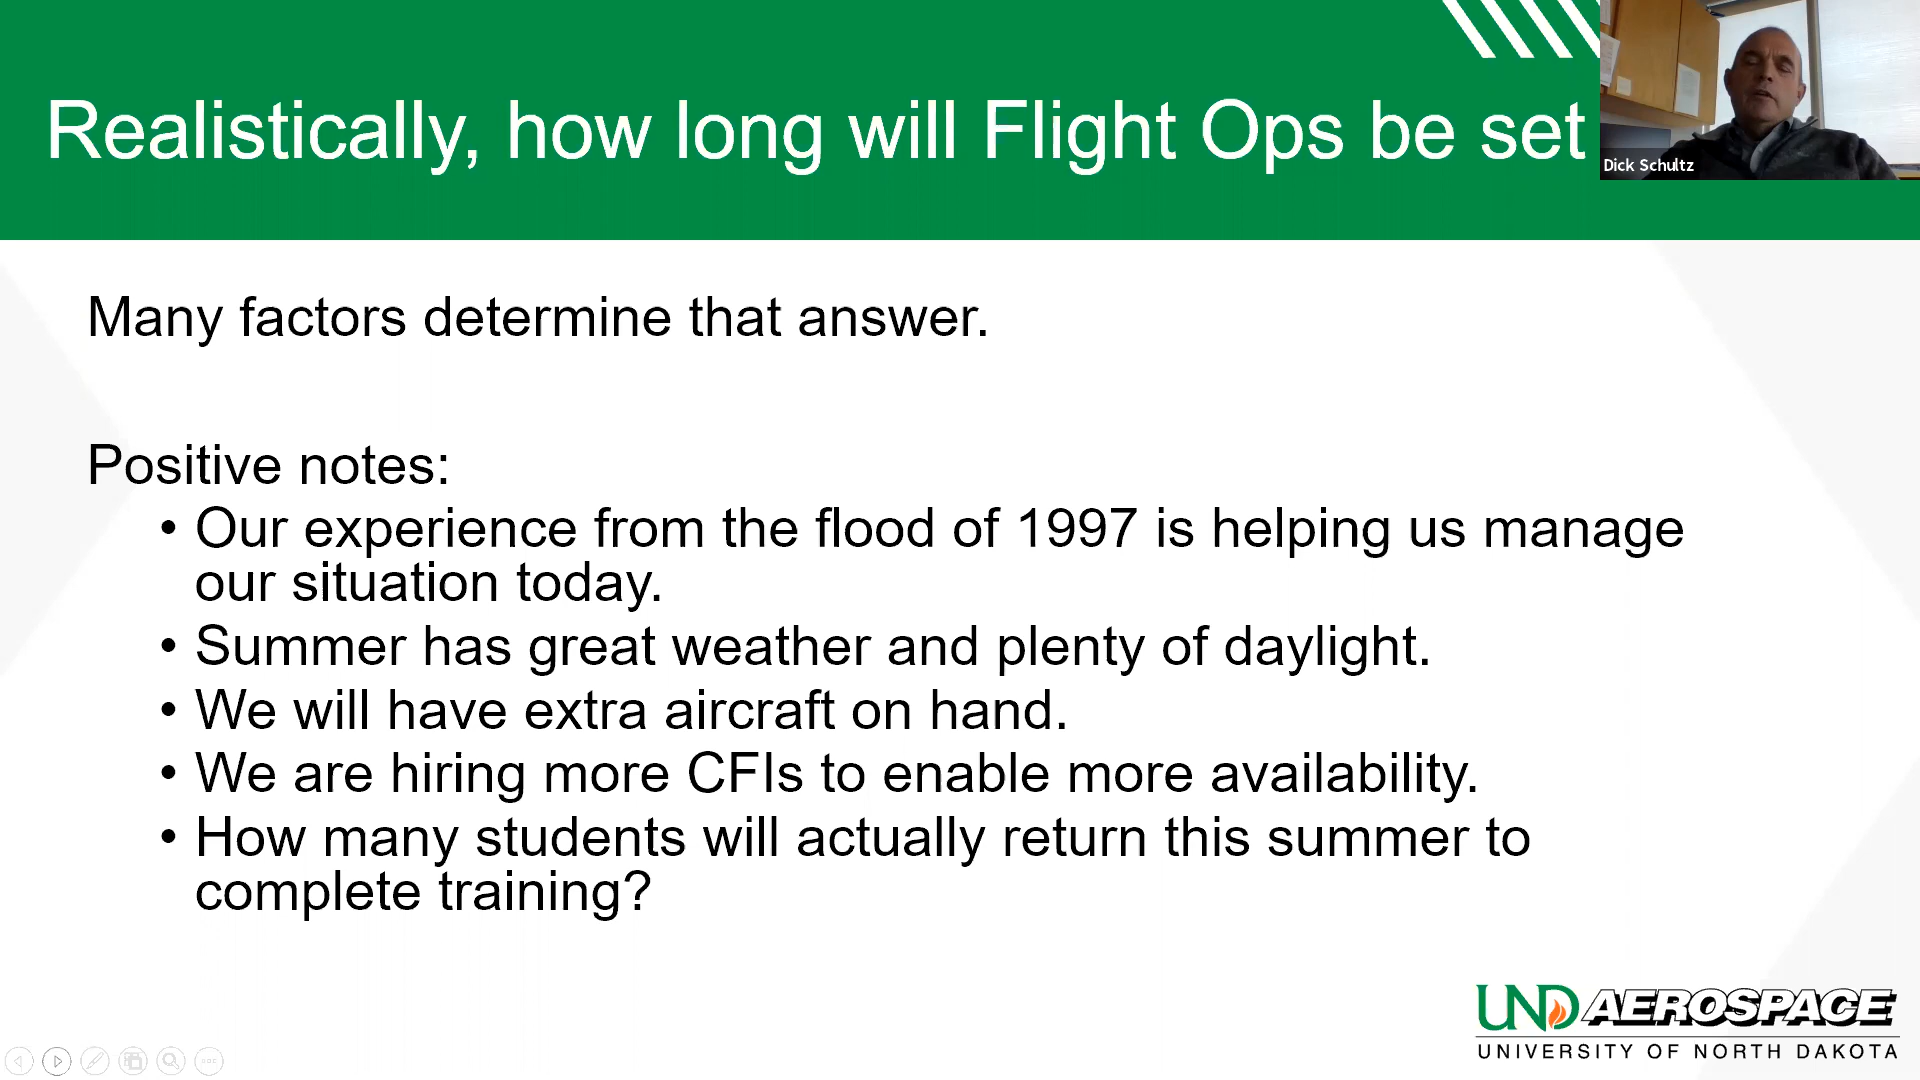 Realistically, how long will Flight Ops be set
Dick Schultz
Many factors determine that answer.
Positive notes:
• Our experience from the flood of 1997 is helping us manage
our situation today.
• Summer has great weather and plenty of daylight.
• We will have extra aircraft on hand.
• We are hiring more CFIs to enable more availability.
• How many students will actually return this summer to
complete training?
UND AEROSPACE
UNIVERSITY OF NORTH DAKOTA